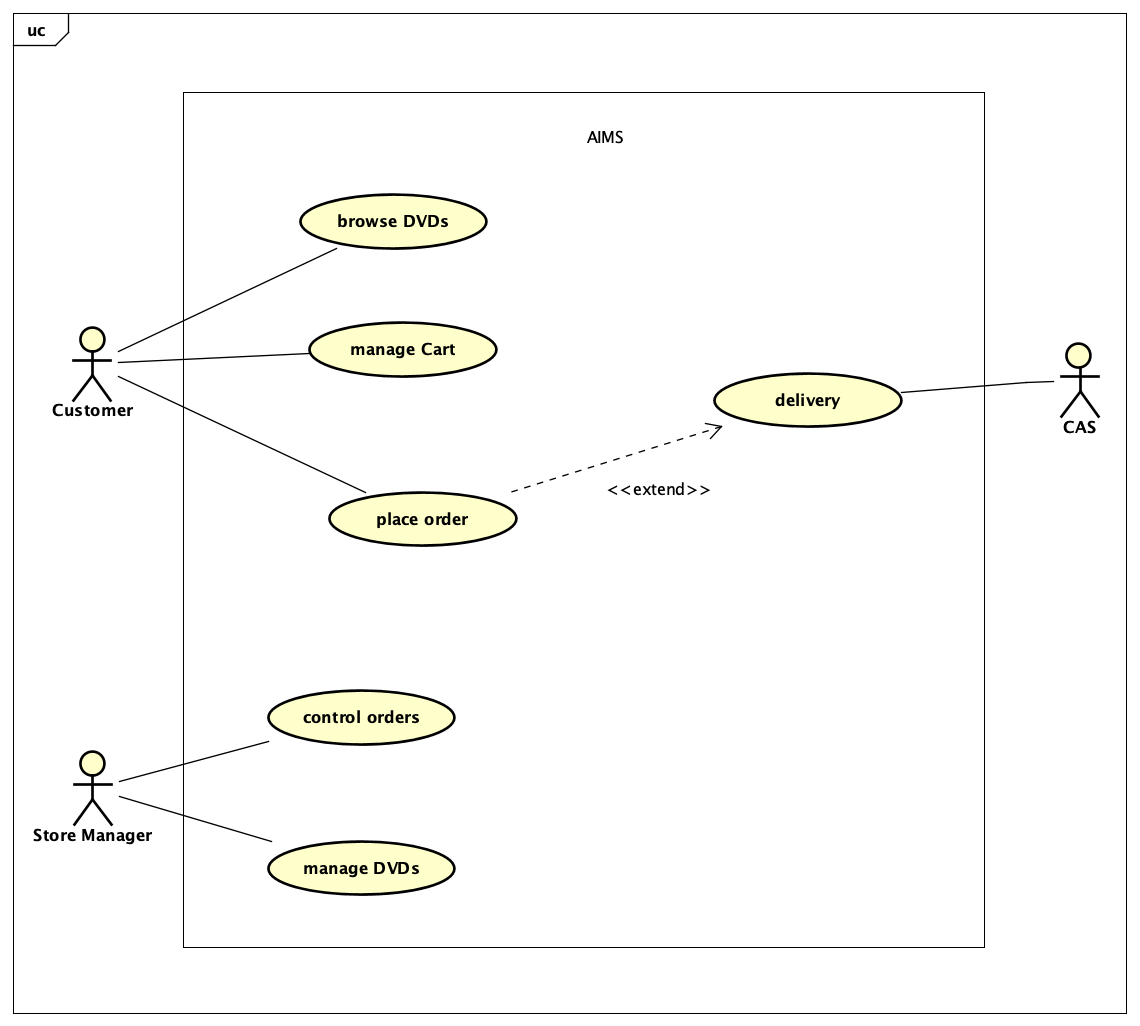 uc
AIMS
browse DVDs
manage Cart
Customer
delivery
CAS
<<extend>>
place order
control orders
Store Manager
manage DVDs